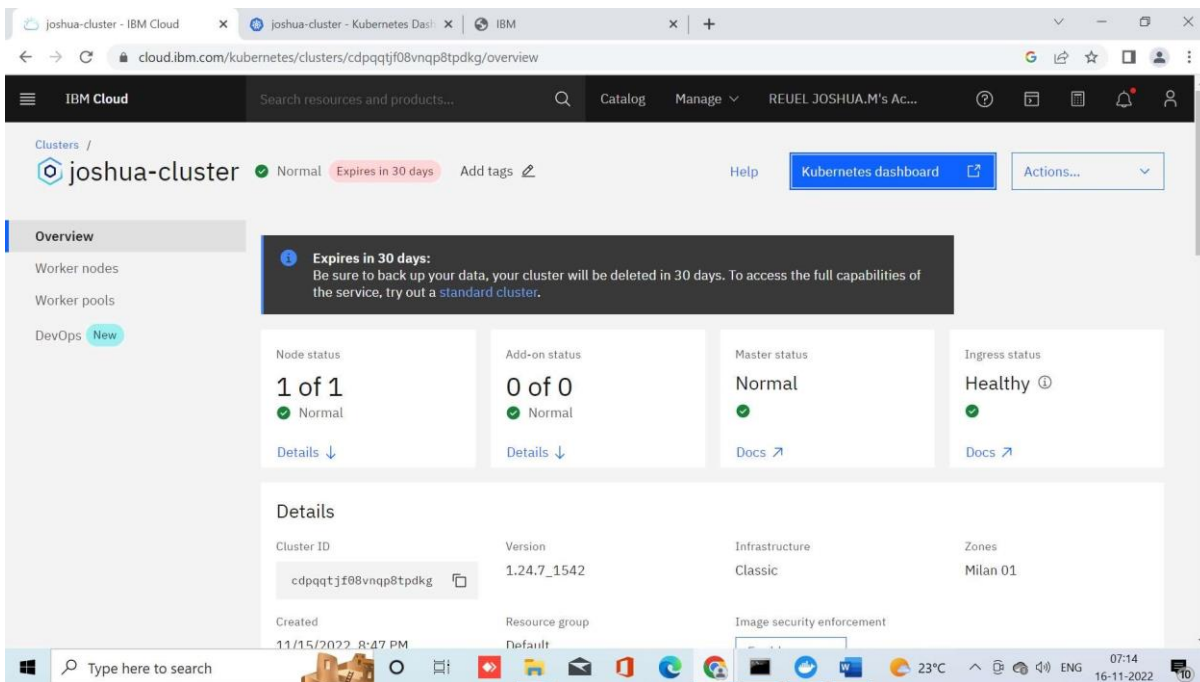 joshua-cluster - IBM Cloud
joshua-cluster - Kubernetes Dash
IBM
cloud.ibm.com/kubernetes/clusters/cdpqqtjf08vnqp8tpdkg/overview
IBM Cloud
Search resources and products...
Catalog
Manage
REUEL JOSHUA.M's Ac...
Clusters /
joshua-cluster
Normal
Expires in 30 days
Add tags
Help
Kubernetes dashboard
Actions...
Overview
Worker nodes
Worker pools
DevOps New
Expires in 30 days:
Be sure to back up your data, your cluster will be deleted in 30 days. To access the full capabilities of
the service, try out a standard cluster.
Node status
1 of 1
Normal
Details
Add-on status
0 of 0
Normal
Details
Master status
Normal
Docs
Ingress status
Healthy
Docs
Details
Cluster ID
cdpqqtjf08vnqp8tpdkg
Version
1.24.7_1542
Infrastructure
Classic
Zones
Milan 01
Created
11/15/2022, 8:47 PM
Resource group
Default
Image security enforcement
Type here to search
23°C
ENG
07:14
16-11-2022